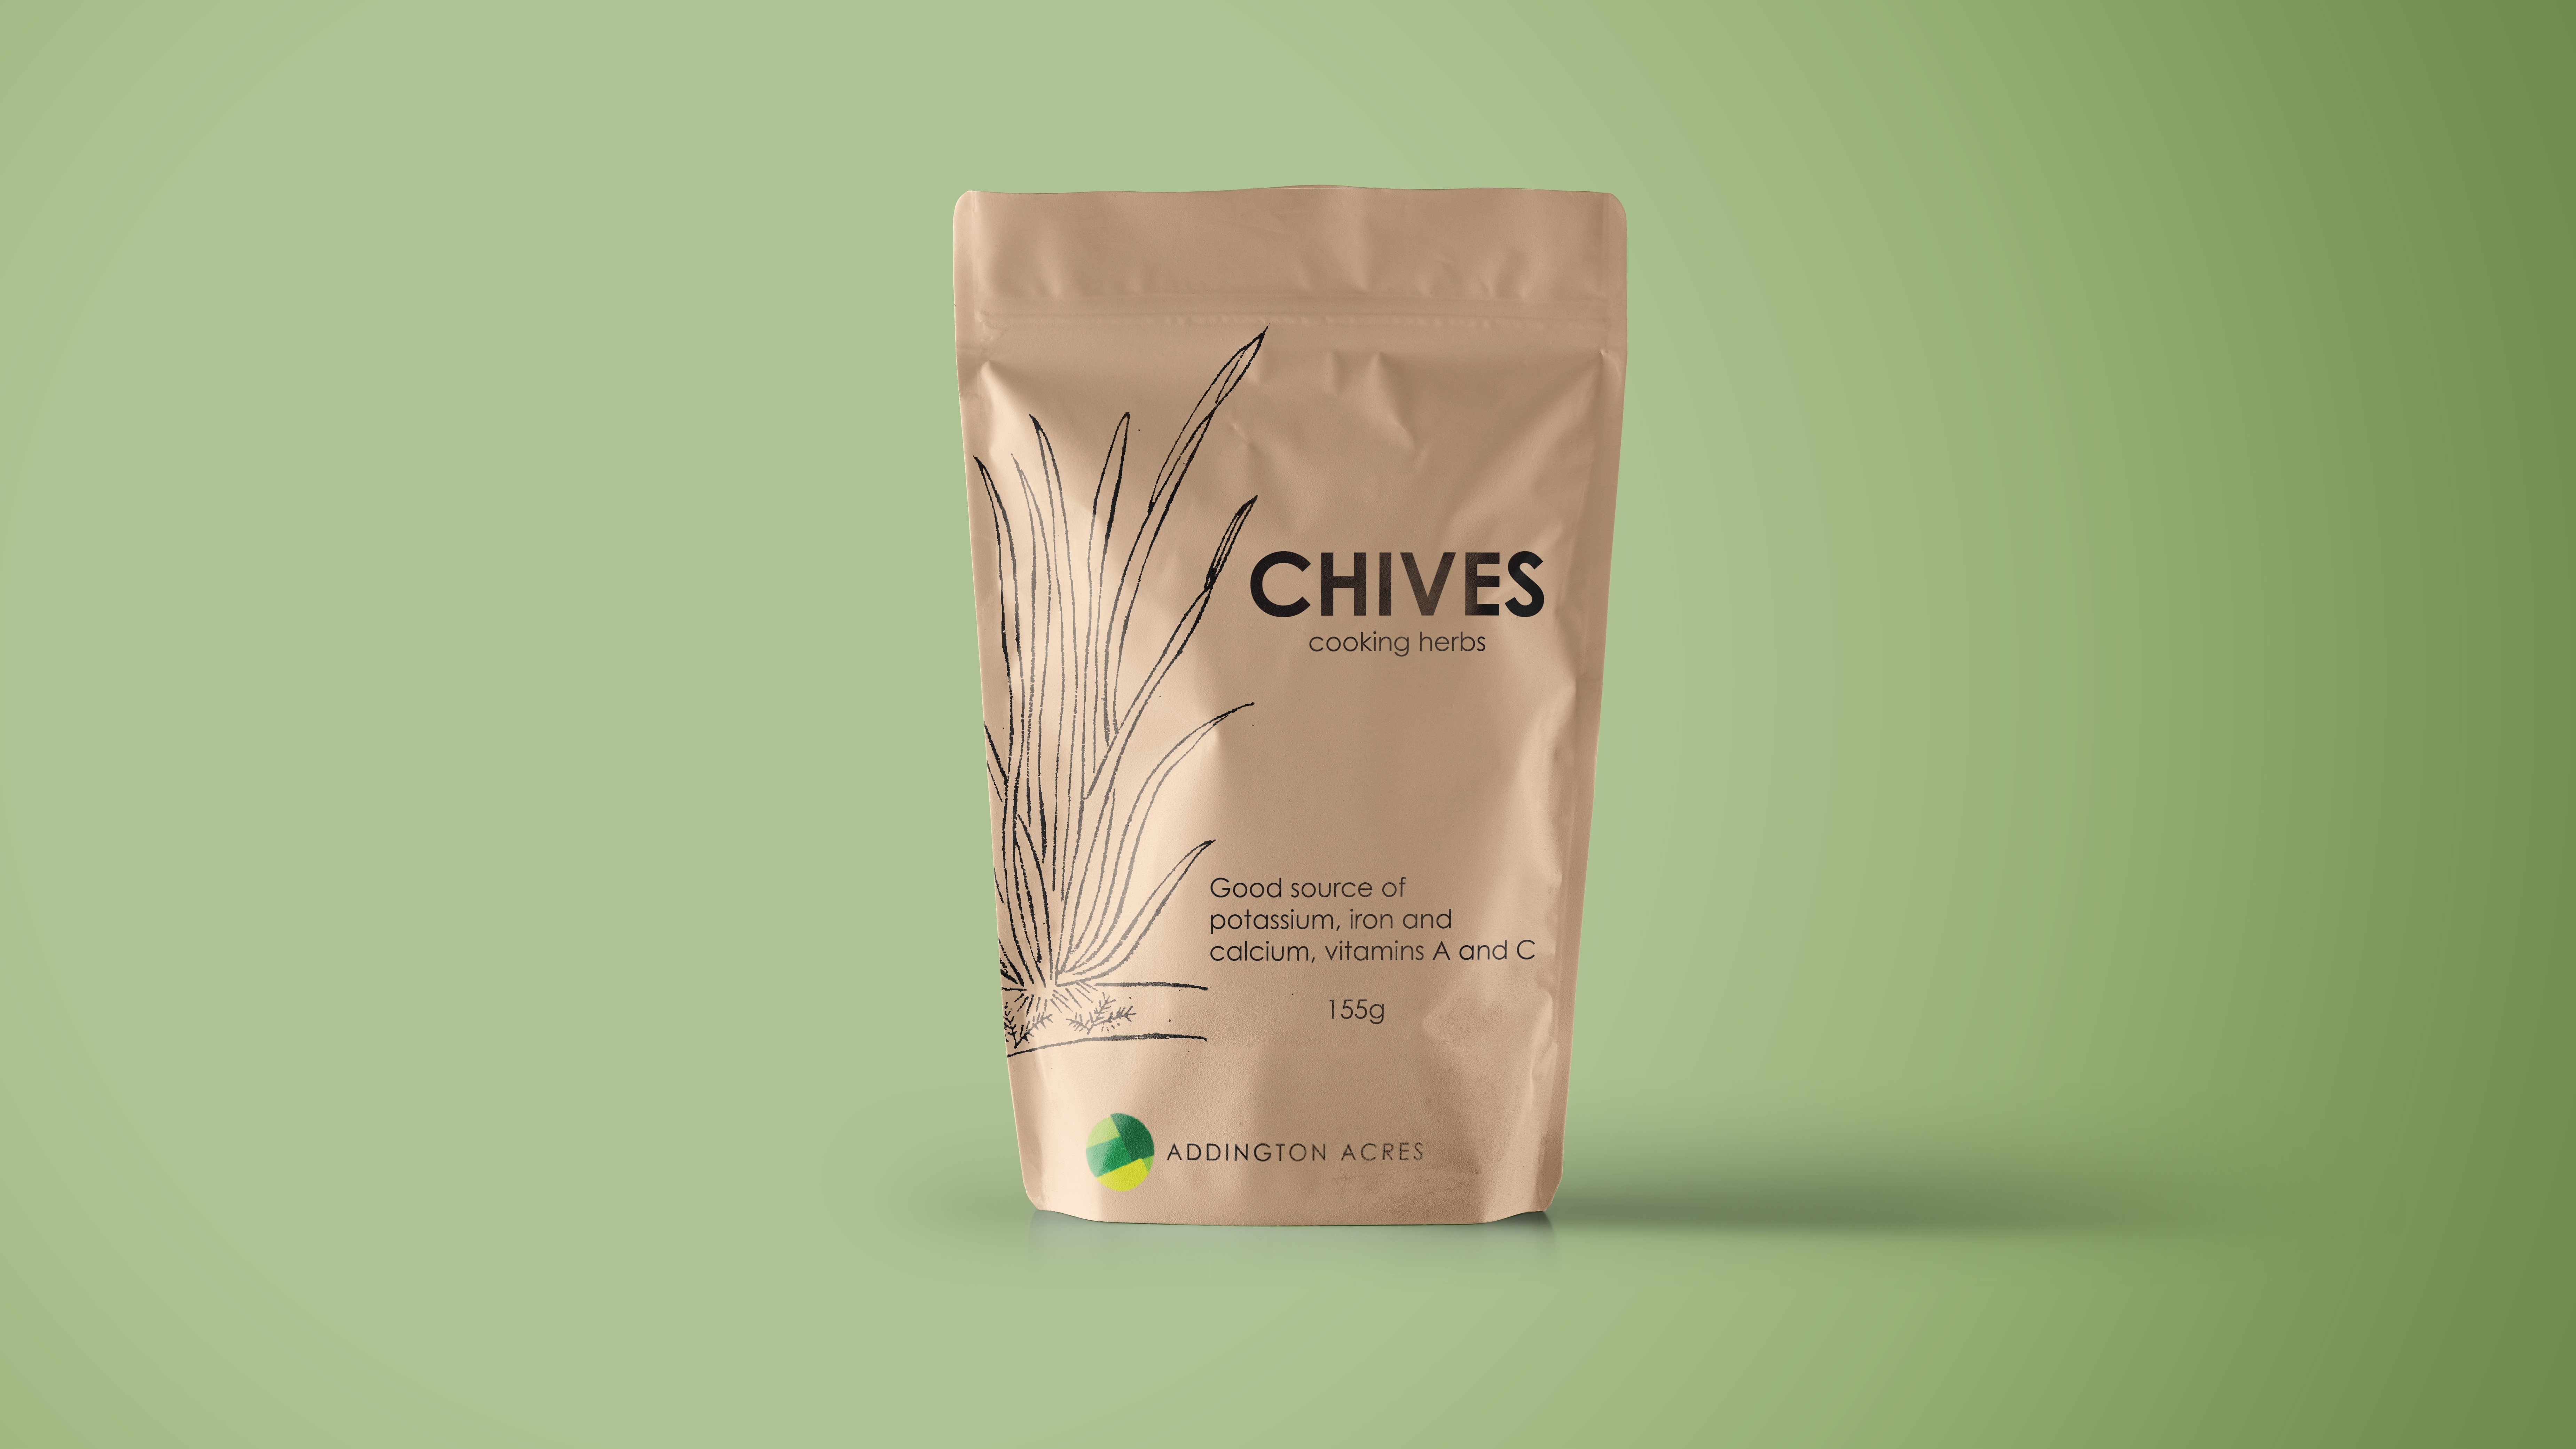 CHIVES
cooking herbs
Good source of
potassium, iron and
calcium, vitamins A and C
155g
ADDINGTON ACRES